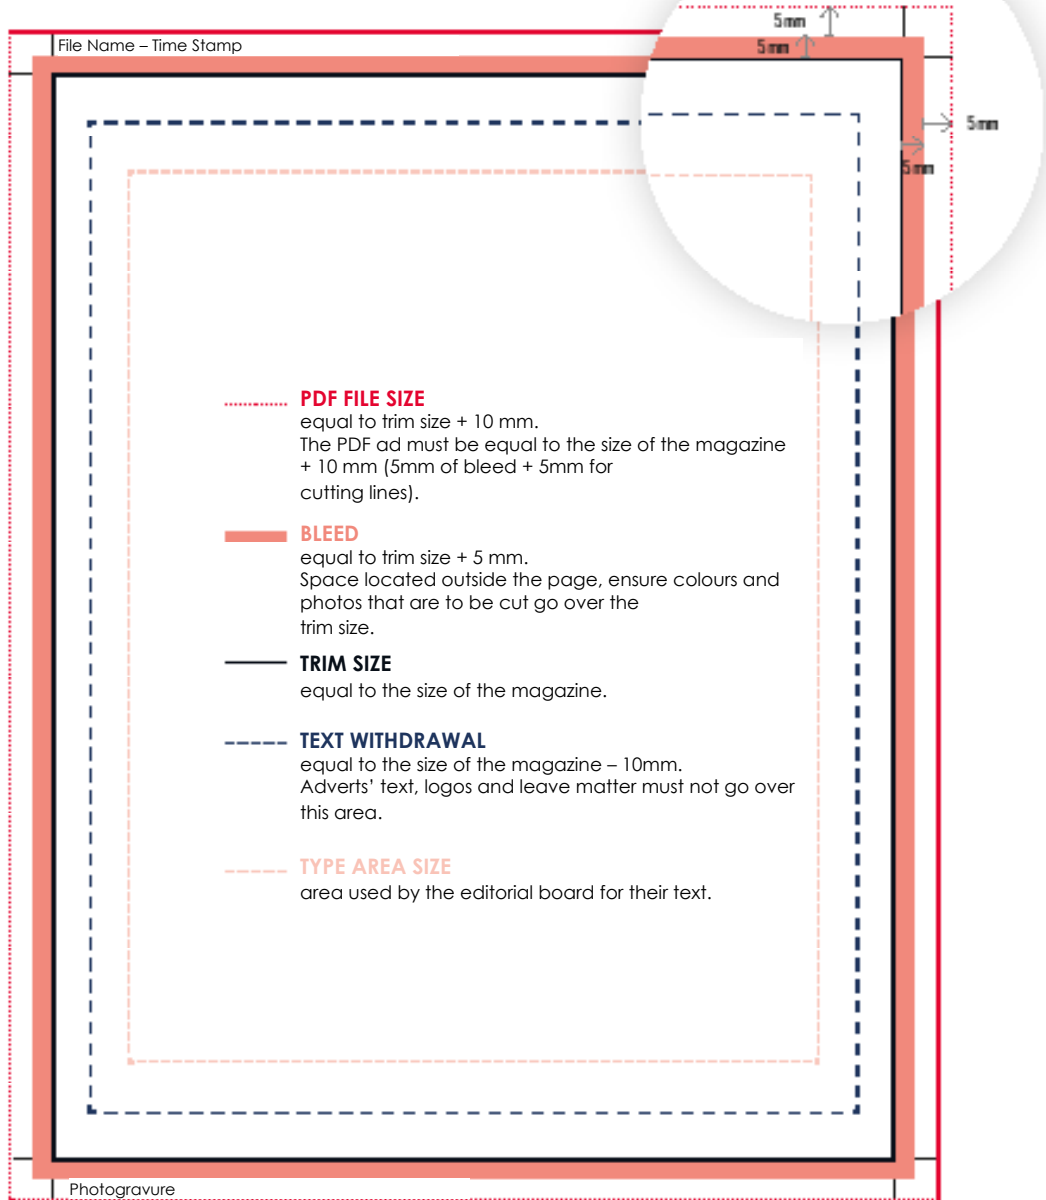 5mm
File Name – Time Stamp
5mm
5mm
5mm
PDF FILE SIZE
equal to trim size + 10 mm.
The PDF ad must be equal to the size of the magazine
+ 10 mm (5mm of bleed + 5mm for
cutting lines).
BLEED
equal to trim size + 5 mm.
Space located outside the page, ensure colours and
photos that are to be cut go over the
trim size.
TRIM SIZE
equal to the size of the magazine.
TEXT WITHDRAWAL
equal to the size of the magazine – 10mm.
Adverts’ text, logos and leave matter must not go over
this area.
TYPE AREA SIZE
area used by the editorial board for their text.
Photogravure